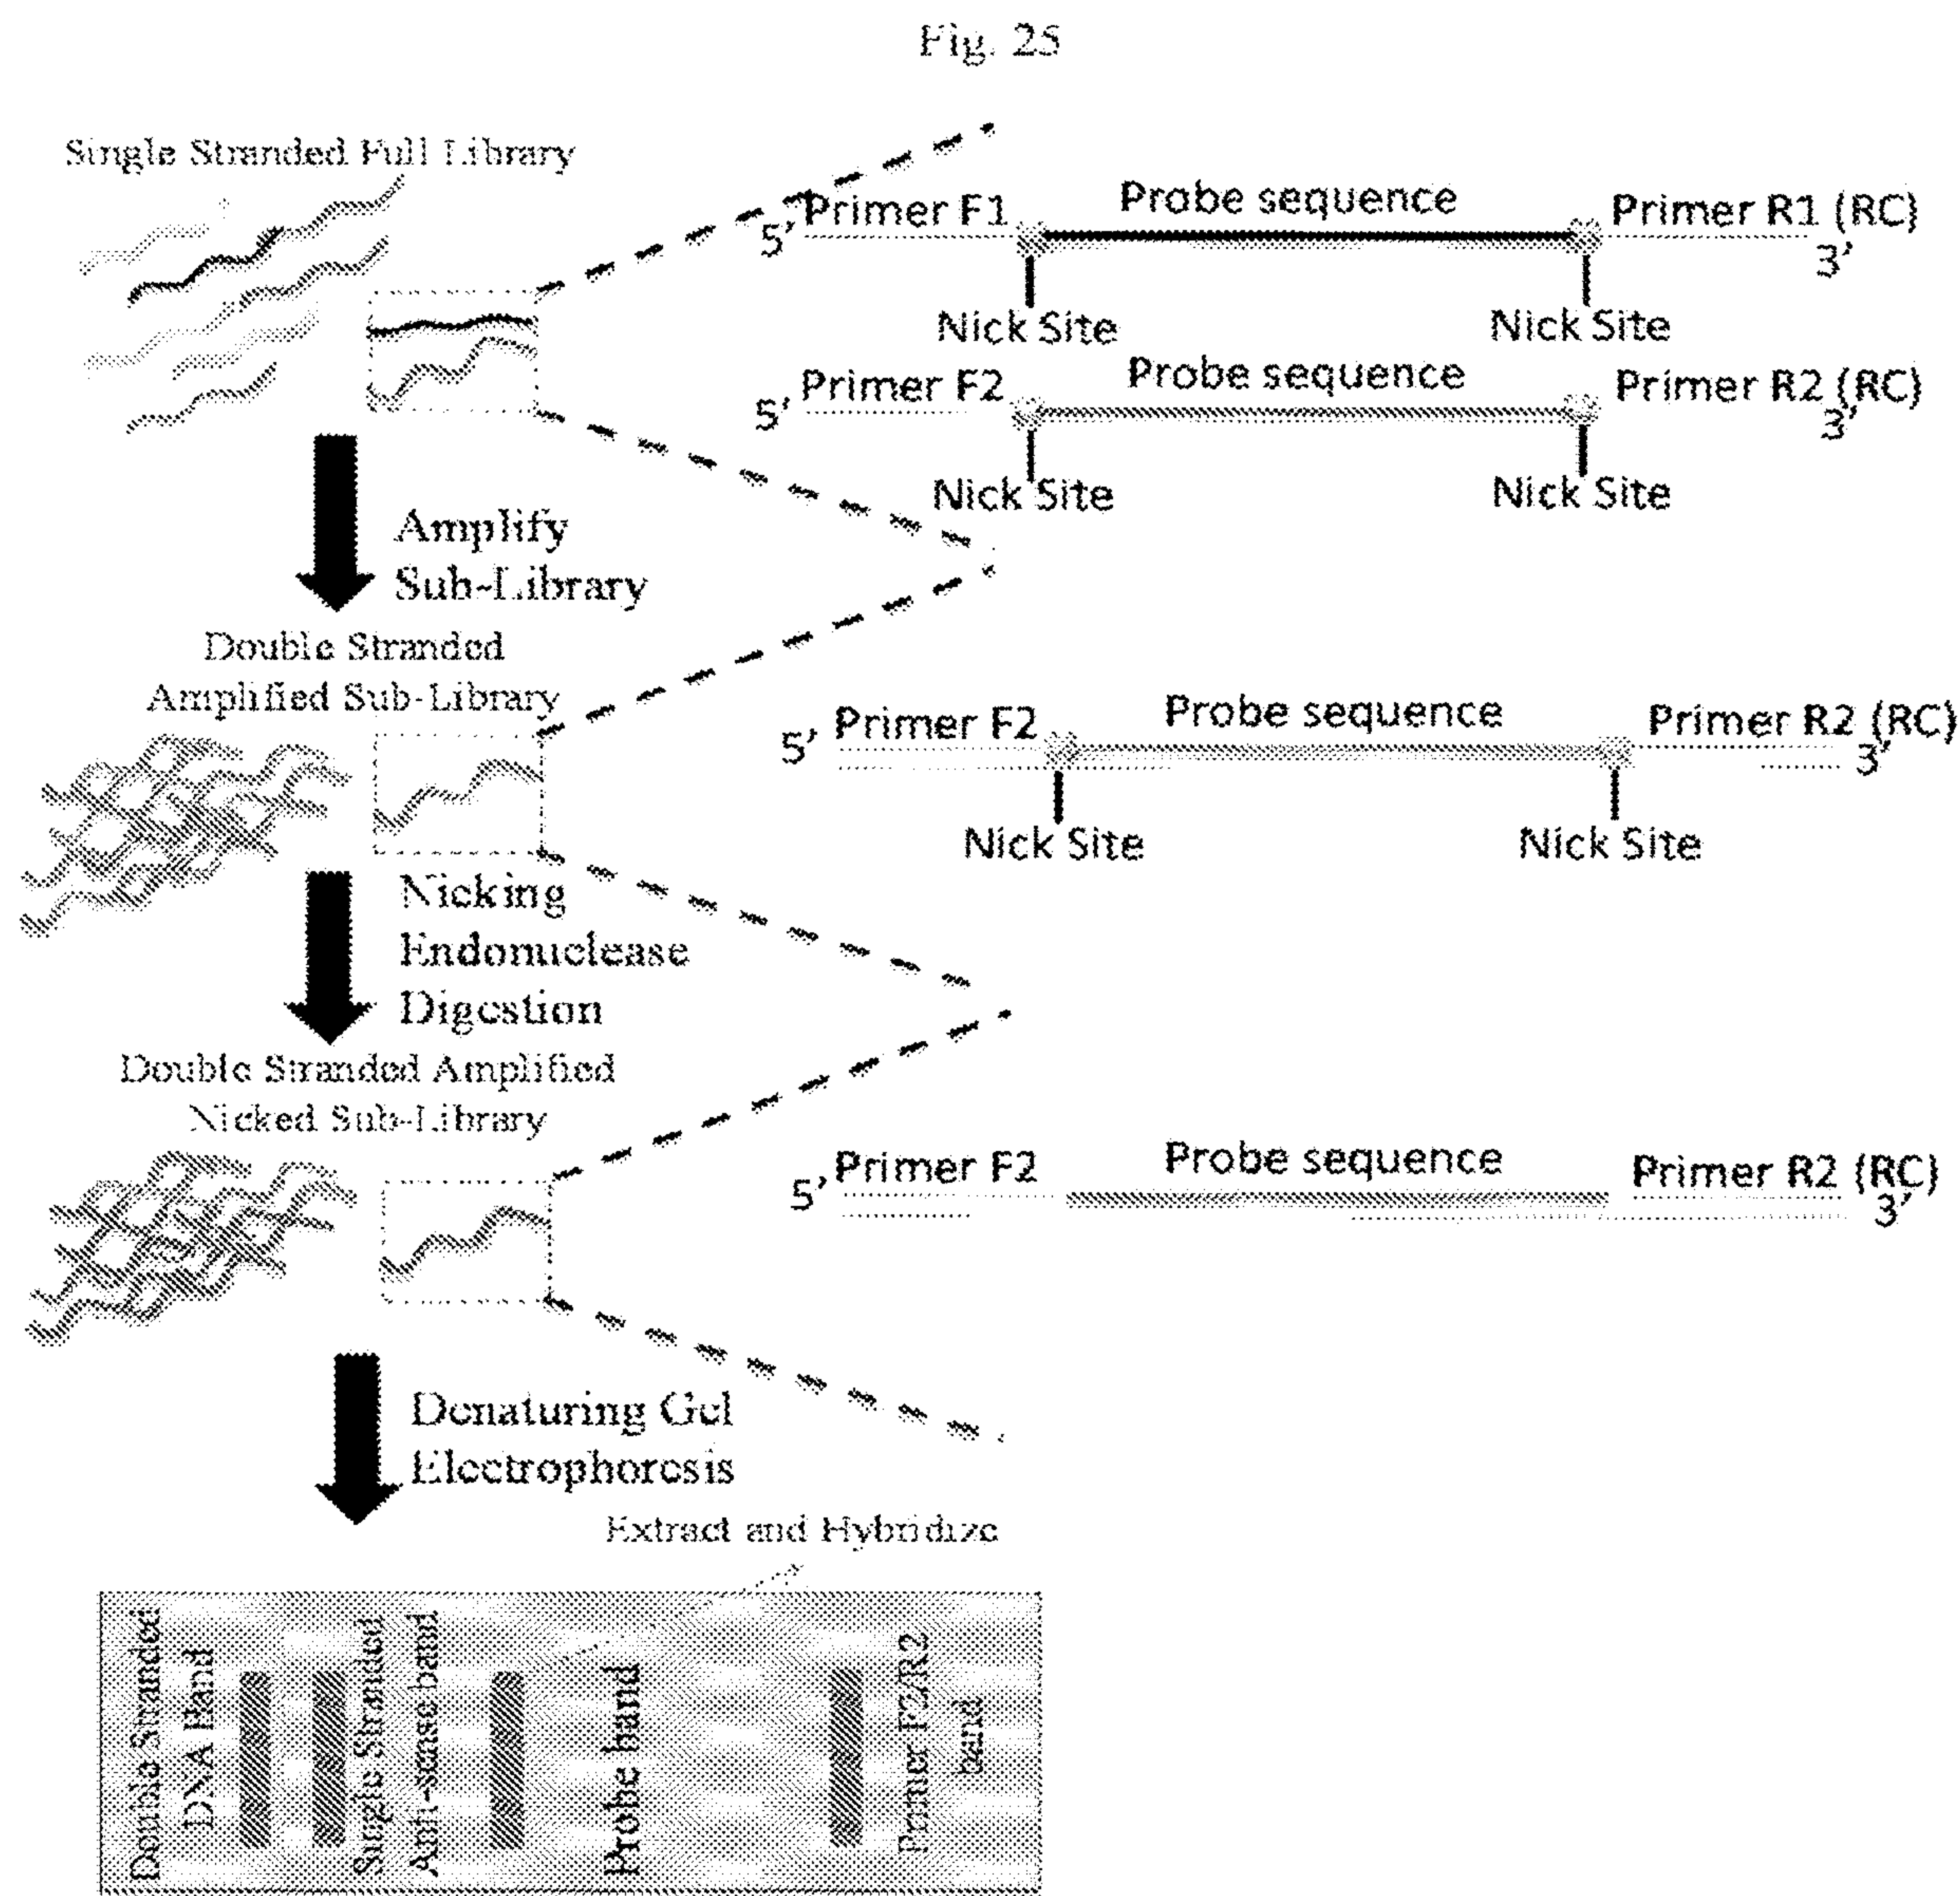 Fig. 25
Single Stranded Full Library
Primer F1
Probe sequence
Primer R1 (RC)
5'
3'
Nick Site
Nick Site
Primer F2
Probe sequence
Primer R2 (RC)
5'
3'
Nick Site
Nick Site
Amplify
Sub-Library
Double Stranded
Amplified Sub-Library
Primer F2
Probe sequence
Primer R2 (RC)
5'
3'
Nick Site
Nick Site
Nicking
Endonuclease
Digestion
Double Stranded Amplified
Nicked Sub-Library
Primer F2
Probe sequence
Primer R2 (RC)
5'
3'
Denaturing Gel
Electrophoresis
Extract and Hybridize
Double Stranded
DNA Band
Single Stranded
Anti-sense band
Probe band
Primer F2/R2
band